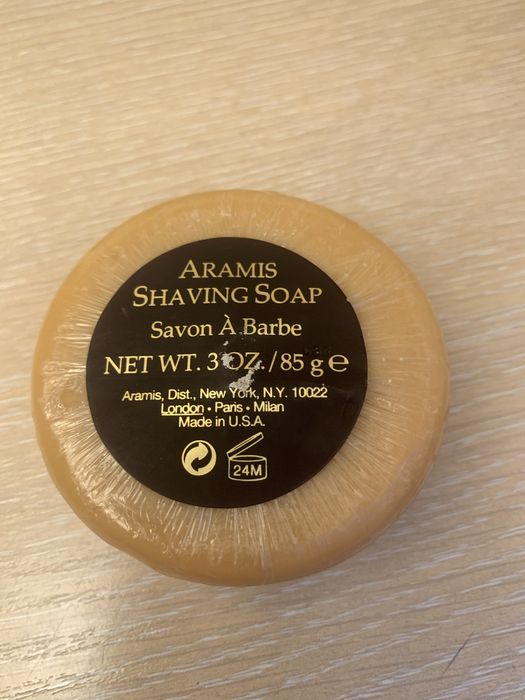 ARAMIS
SHAVING SOAP
Savon À Barbe
NET WT. 3 OZ./85 g e
Aramis, Dist., New York, N.Y. 10022
London • Paris • Milan
Made in U.S.A.
24M